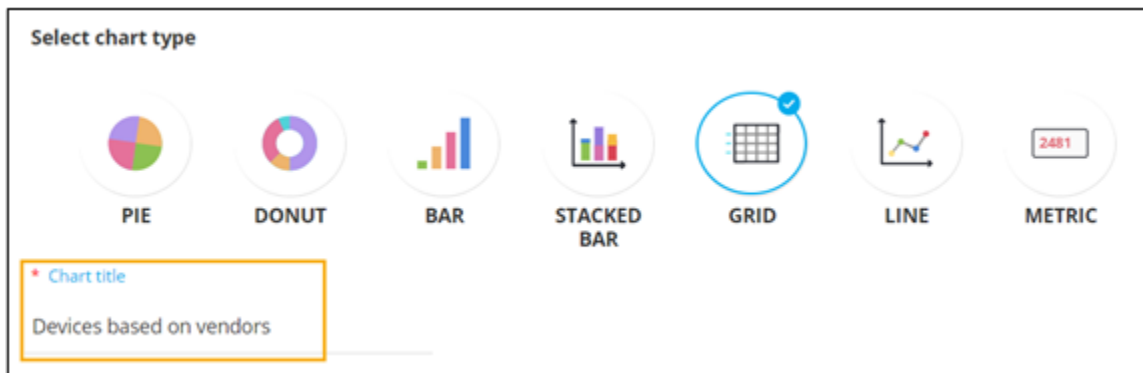 Select chart type
2481
PIE
DONUT
BAR
STACKED
BAR
GRID
LINE
METRIC
* Chart title
Devices based on vendors